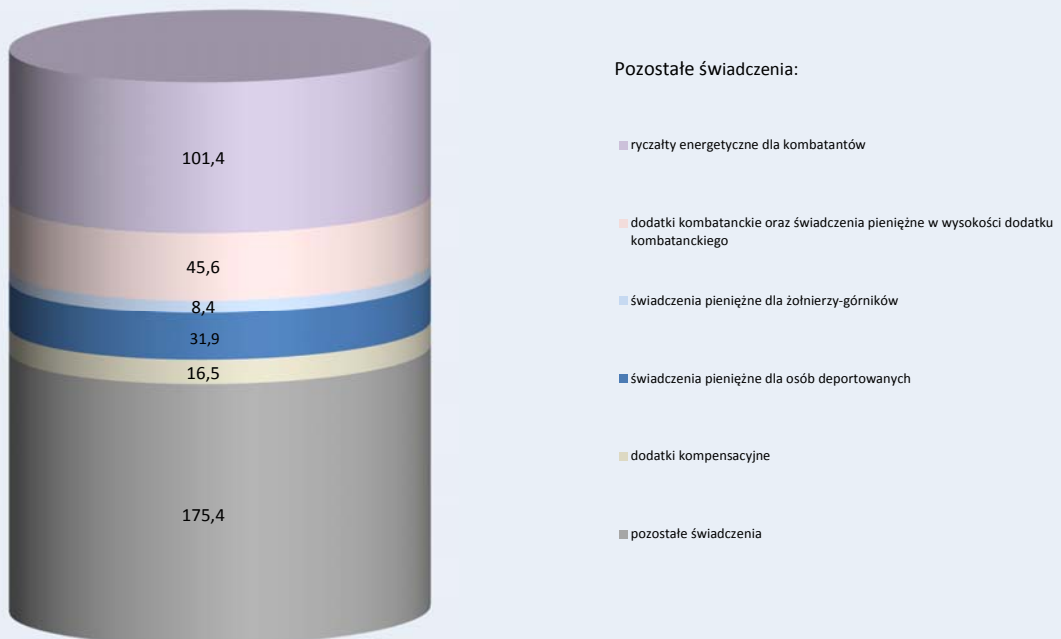 Pozostałe świadczenia:
101,4
45,6
8,4
31,9
16,5
175,4
ryczałty energetyczne dla kombatantów
dodatki kombatanckie oraz świadczenia pieniężne w wysokości dodatku
kombatanckiego
świadczenia pieniężne dla żołnierzy-górników
świadczenia pieniężne dla osób deportowanych
dodatki kompensacyjne
pozostałe świadczenia